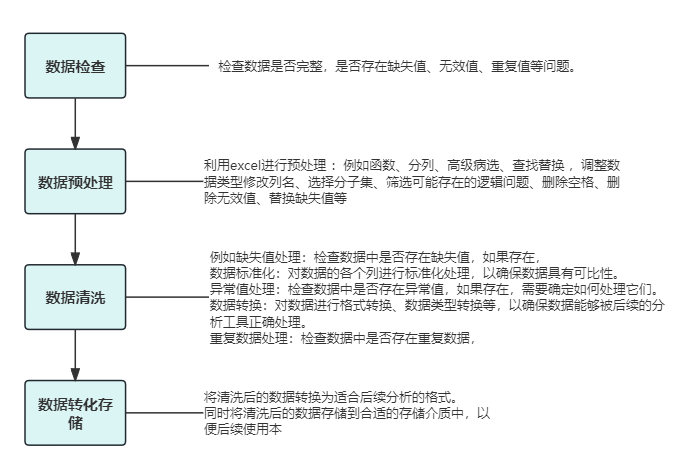 数据检查
检查数据是否完整，是否存在缺失值、无效值、重复值等问题。
数据预处理
利用excel进行预处理 ：例如函数、分列、高级病选、查找替换 ，调整数
据类型修改列名、选择分子集、筛选可能存在的逻辑问题、删除空格、删
除无效值、替换缺失值等
数据清洗
例如缺失值处理：检查数据中是否存在缺失值，如果存在，
数据标准化：对数据的各个列进行标准化处理，以确保数据具有可比性。
异常值处理：检查数据中是否存在异常值，如果存在，需要确定如何处理它们。
数据转换：对数据进行格式转换、数据类型转换等，以确保数据能够被后续的分
析工具正确处理。
重复数据处理：检查数据中是否存在重复数据，
数据转化存
储
将清洗后的数据转换为适合后续分析的格式。
同时将清洗后的数据存储到合适的存储介质中，以
便后续使用本